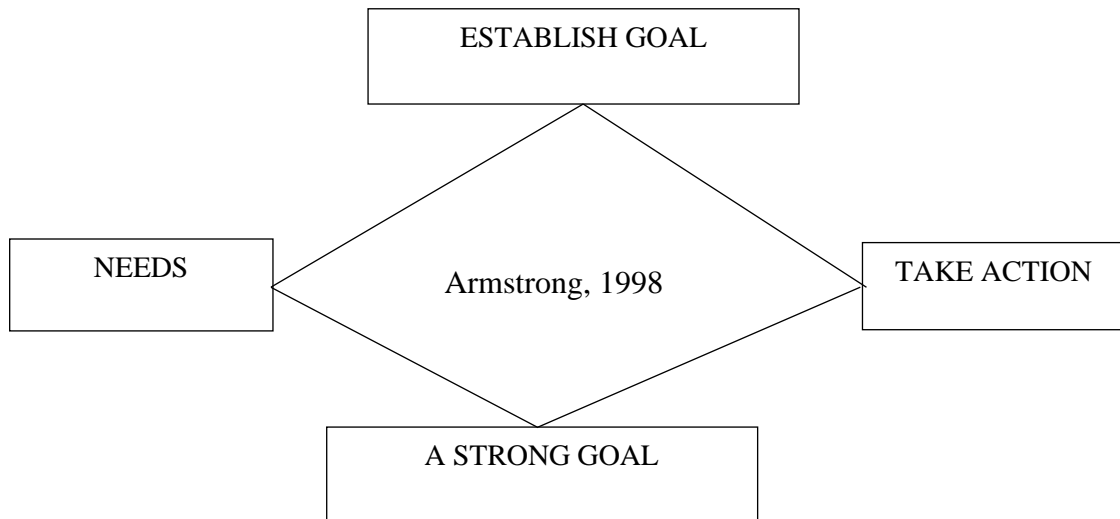 ESTABLISH GOAL
NEEDS
Armstrong, 1998
TAKE ACTION
A STRONG GOAL